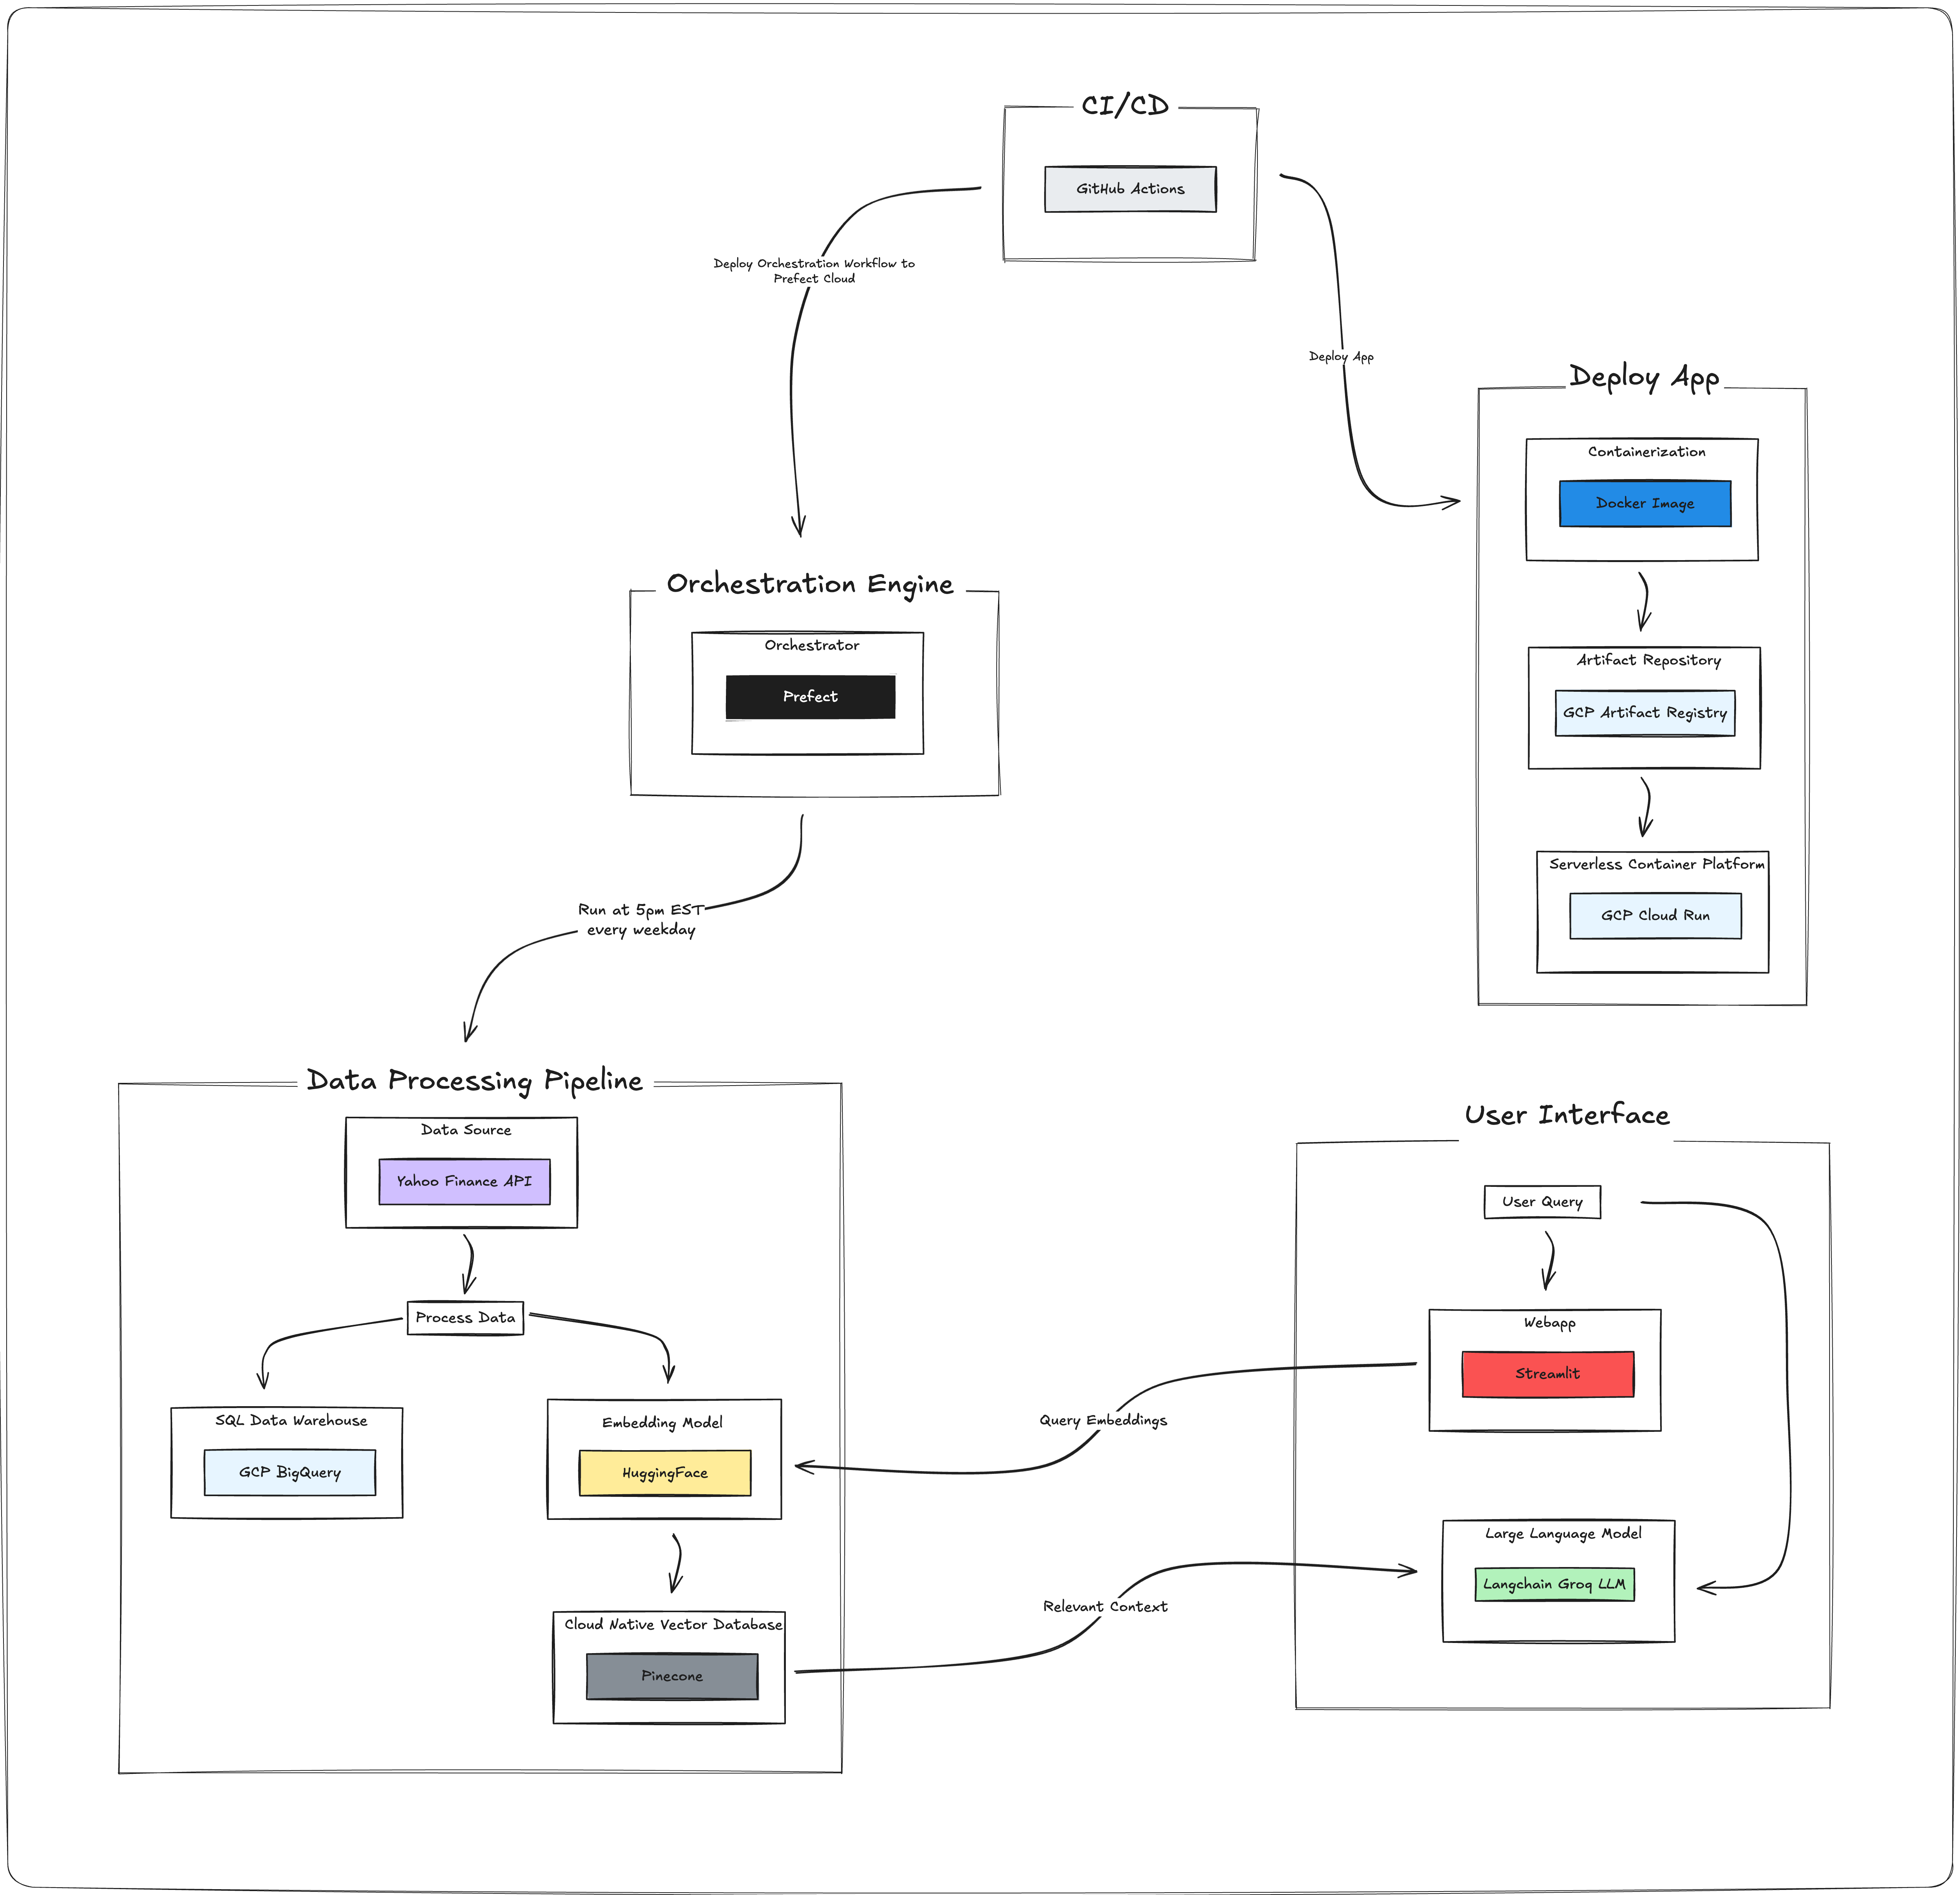 CI/CD
GitHub Actions
Deploy Orchestration Workflow to
Prefect Cloud
Deploy App
Deploy App
Containerization
Docker Image
Artifact Repository
GCP Artifact Registry
Serverless Container Platform
GCP Cloud Run
Orchestration Engine
Orchestrator
Prefect
Run at 5pm EST
every weekday
Data Processing Pipeline
Data Source
Yahoo Finance API
Process Data
SQL Data Warehouse
GCP BigQuery
Embedding Model
HuggingFace
Cloud Native Vector Database
Pinecone
Query Embeddings
Relevant Context
User Interface
User Query
Webapp
Streamlit
Large Language Model
Langchain Groq LLM